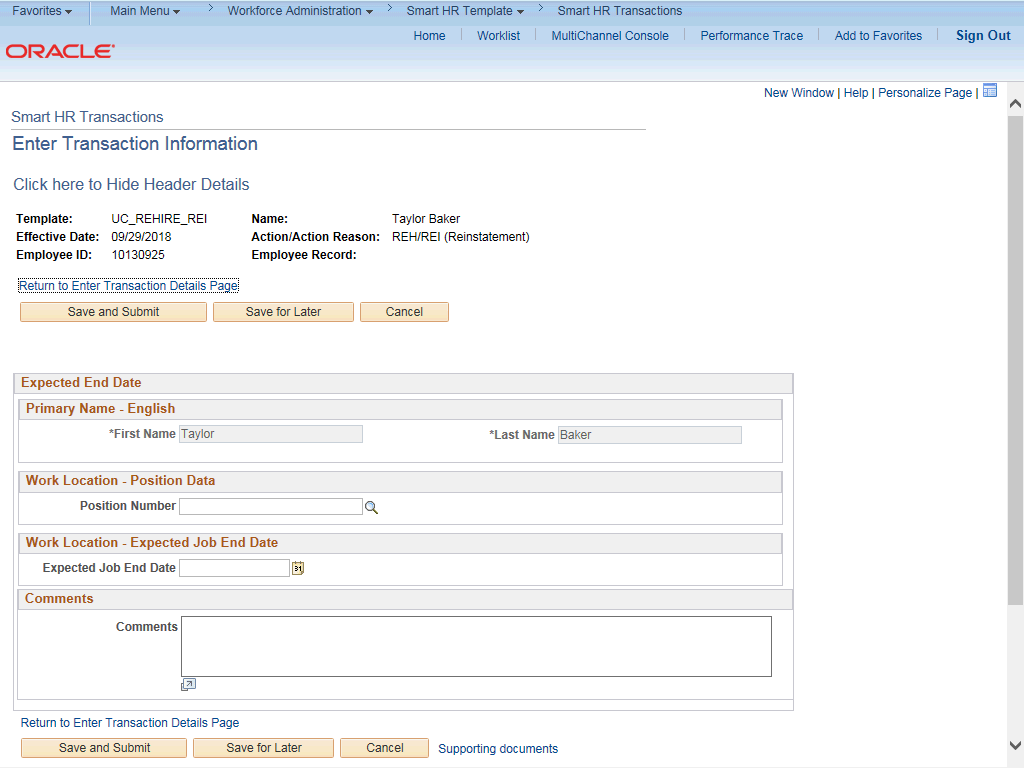 Favorites Main Menu Workforce Administration Smart HR Template Smart HR Transactions
Home Worklist MultiChannel Console Performance Trace Add to Favorites Sign Out
ORACLE
New Window | Help | Personalize Page |
Smart HR Transactions
Enter Transaction Information
Click here to Hide Header Details
Template: UC_REHIRE_REI Name: Taylor Baker
Effective Date: 09/29/2018 Action/Action Reason: REH/REI (Reinstatement)
Employee ID: 10130925 Employee Record:
Return to Enter Transaction Details Page
Save and Submit Save for Later Cancel
Expected End Date
Primary Name - English
*First Name Taylor *Last Name Baker
Work Location - Position Data
Position Number
Work Location - Expected Job End Date
Expected Job End Date 31
Comments
Comments
Return to Enter Transaction Details Page
Save and Submit Save for Later Cancel Supporting documents